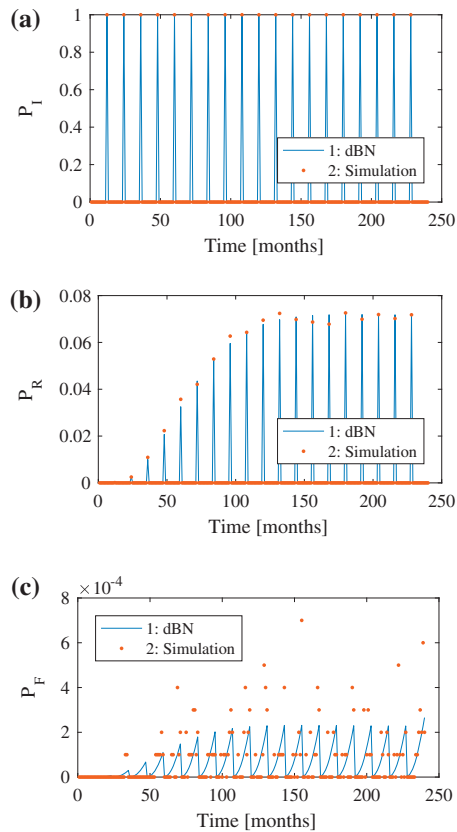 (a)
1
0.8
0.6
0.4
0.2
0
P_I
1: dBN
2: Simulation
0 50 100 150 200 250
Time [months]
(b)
0.08
0.06
0.04
0.02
0
P_R
1: dBN
2: Simulation
0 50 100 150 200 250
Time [months]
(c)
8 ×10^-4
6
4
2
0
P_F
1: dBN
2: Simulation
0 50 100 150 200 250
Time [months]